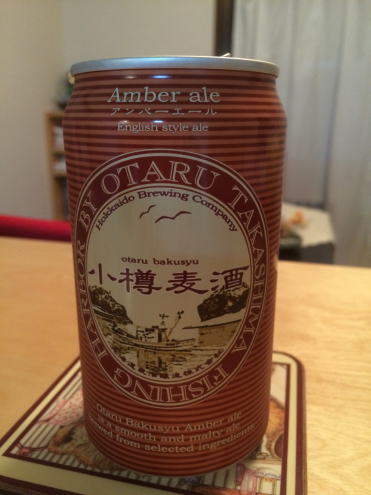 Amber ale
アンバーエール
English style ale
BY OTARU TAKASHIMA FISHING HARBOR
Hokkaido Brewing Company
otaru bakusyu
小樽麦酒
Otaru Bakusyu Amber ale
is a smooth and malty ale
brewed from selected ingredients